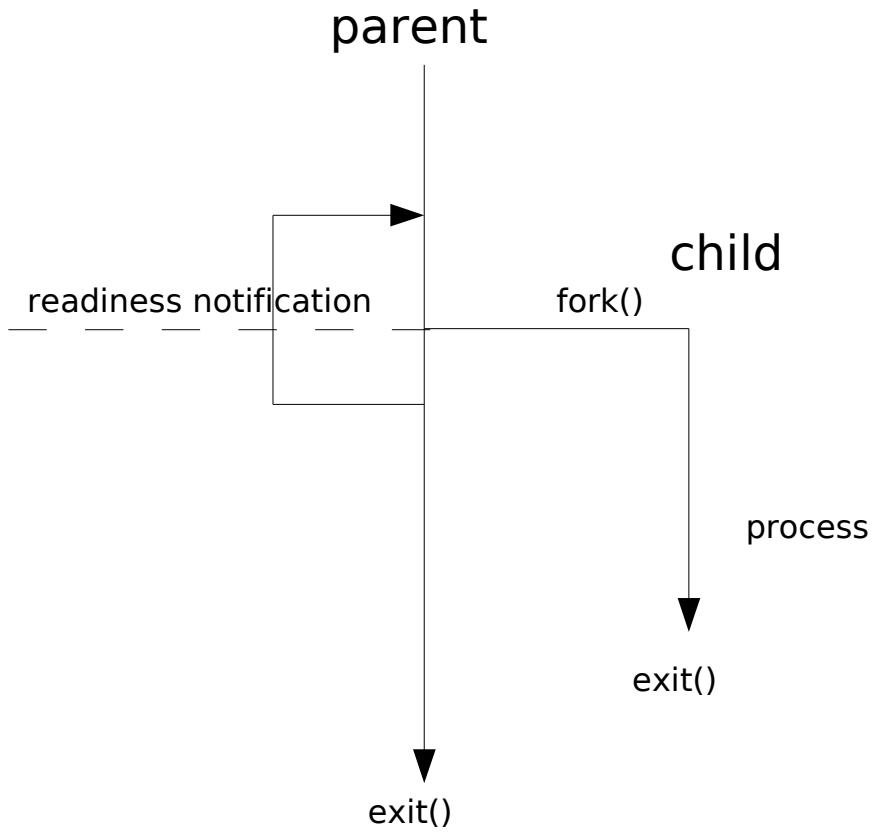 parent
child
readiness notification
fork()
process
exit()
exit()